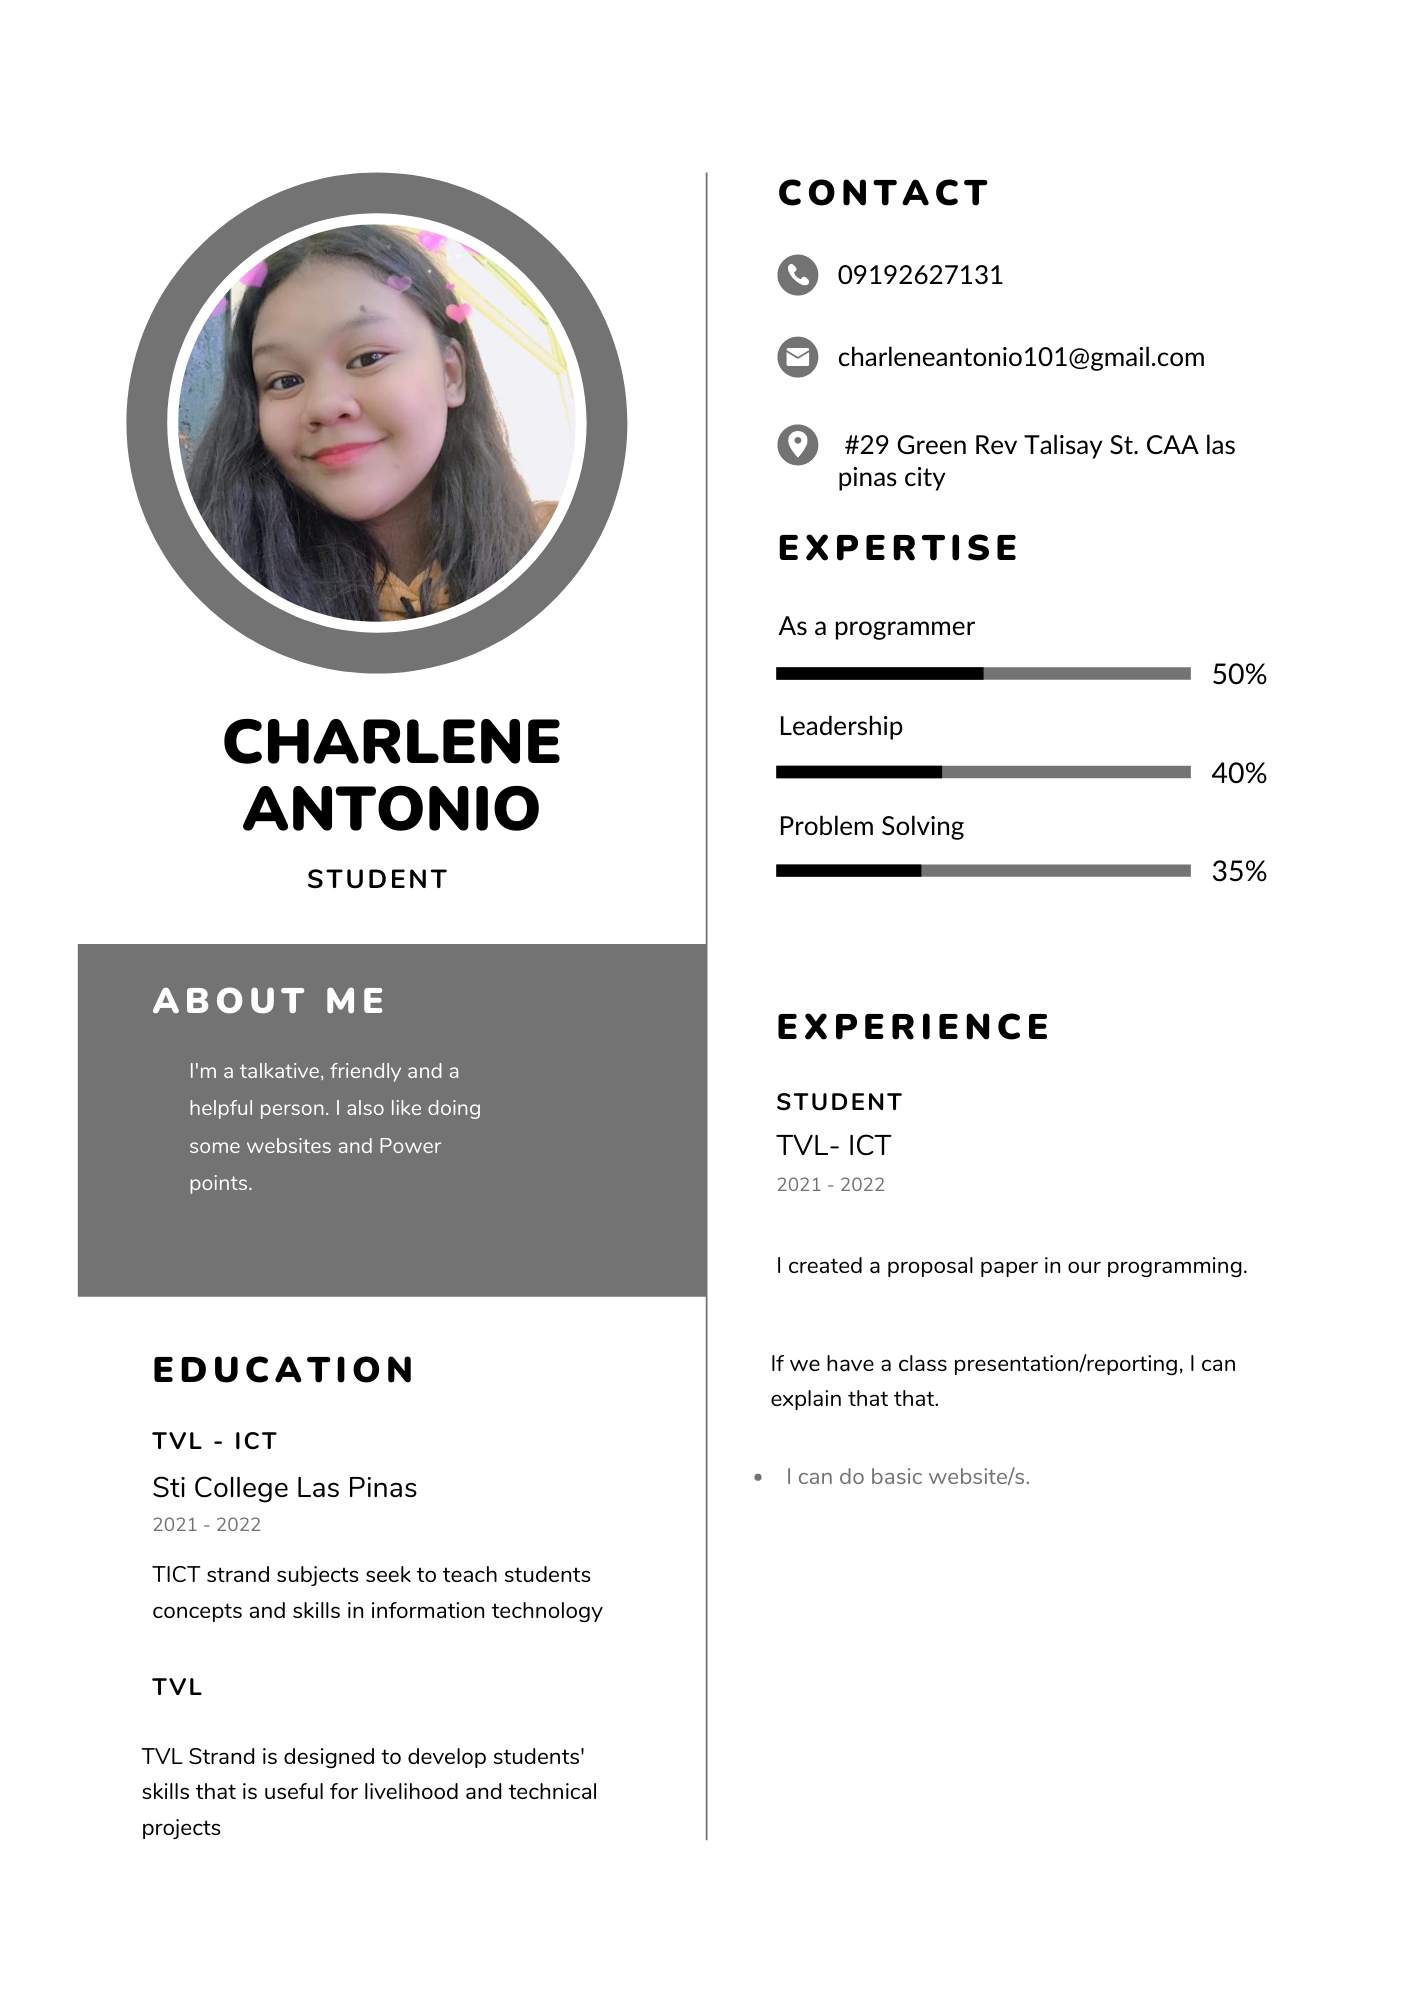 CHARLENE
ANTONIO
STUDENT
ABOUT ME
I'm a talkative, friendly and a
helpful person. I also like doing
some websites and Power
points.
EDUCATION
TVL - ICT
Sti College Las Pinas
2021 - 2022
TICT strand subjects seek to teach students
concepts and skills in information technology
TVL
TVL Strand is designed to develop students'
skills that is useful for livelihood and technical
projects
CONTACT
09192627131
charleneantonio101@gmail.com
#29 Green Rev Talisay St. CAA las
pinas city
EXPERTISE
As a programmer
50%
Leadership
40%
Problem Solving
35%
EXPERIENCE
STUDENT
TVL- ICT
2021 - 2022
I created a proposal paper in our programming.
If we have a class presentation/reporting, I can
explain that that.
• I can do basic website/s.